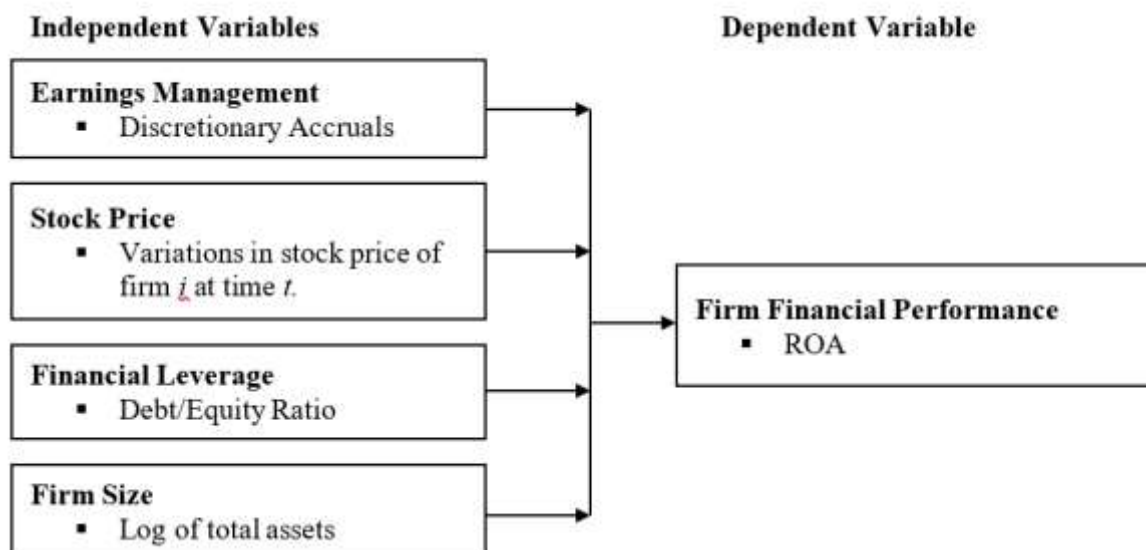 Independent Variables
Dependent Variable
Earnings Management
▪ Discretionary Accruals
Stock Price
▪ Variations in stock price of
firm i at time t.
Financial Leverage
▪ Debt/Equity Ratio
Firm Size
▪ Log of total assets
Firm Financial Performance
▪ ROA